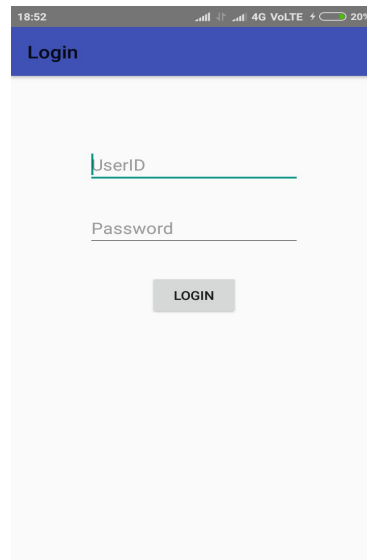 18:52 4G VoLTE 20%
Login
UserID
Password
LOGIN